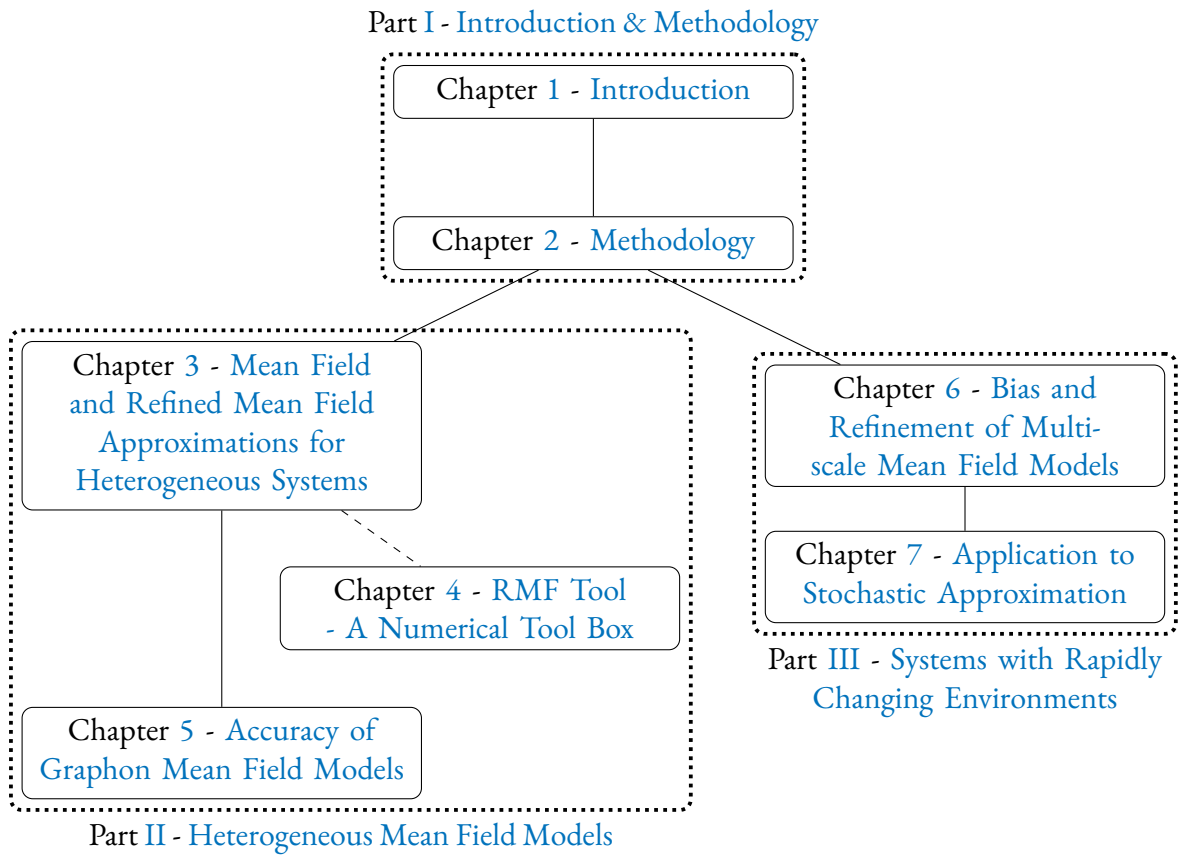 Part I - Introduction & Methodology
Chapter 1 - Introduction
Chapter 2 - Methodology
Chapter 3 - Mean Field
and Refined Mean Field
Approximations for
Heterogeneous Systems
Chapter 4 - RMF Tool
- A Numerical Tool Box
Chapter 5 - Accuracy of
Graphon Mean Field Models
Part II - Heterogeneous Mean Field Models
Chapter 6 - Bias and
Refinement of Multi-
scale Mean Field Models
Chapter 7 - Application to
Stochastic Approximation
Part III - Systems with Rapidly
Changing Environments